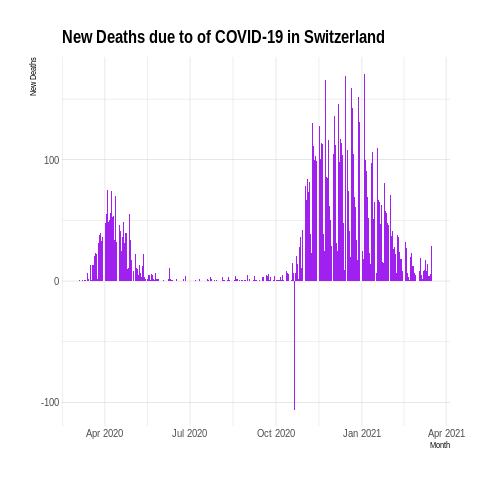 New Deaths due to of COVID-19 in Switzerland
New Deaths
100
0
-100
Apr 2020
Jul 2020
Oct 2020
Jan 2021
Apr 2021
Month